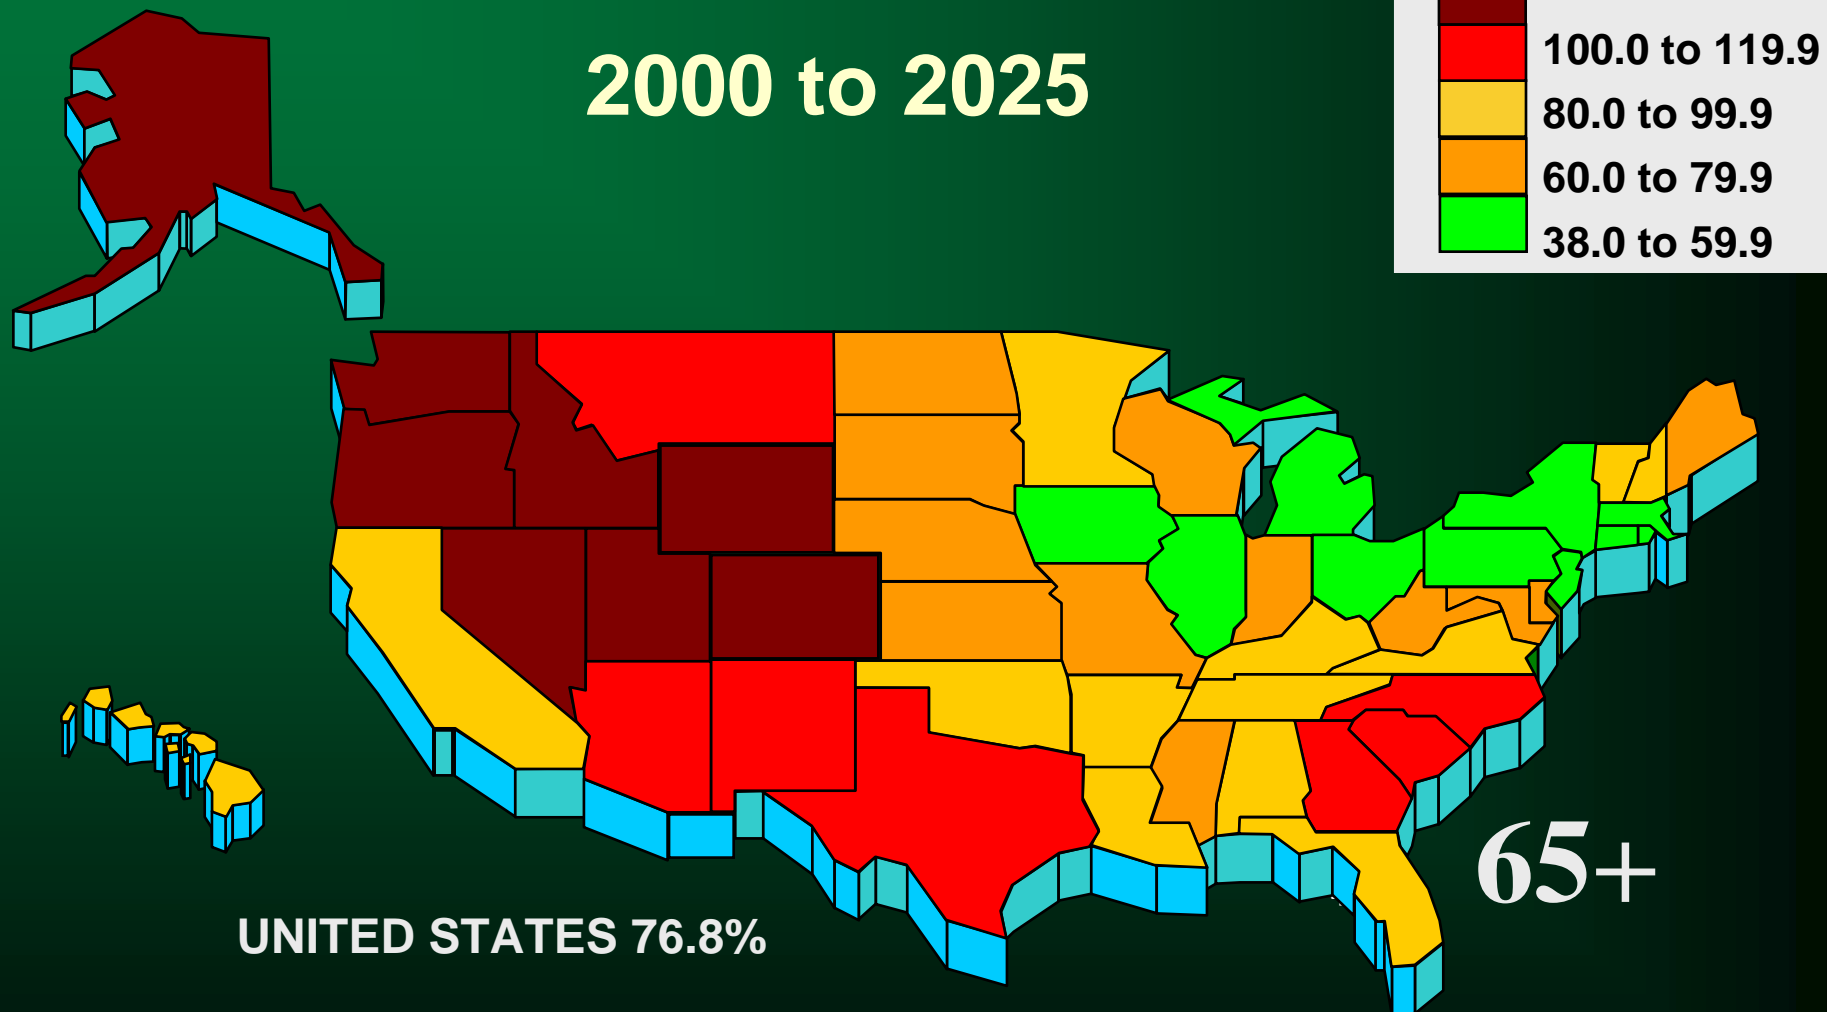 2000 to 2025
100.0 to 119.9
80.0 to 99.9
60.0 to 79.9
38.0 to 59.9
65+
UNITED STATES 76.8%